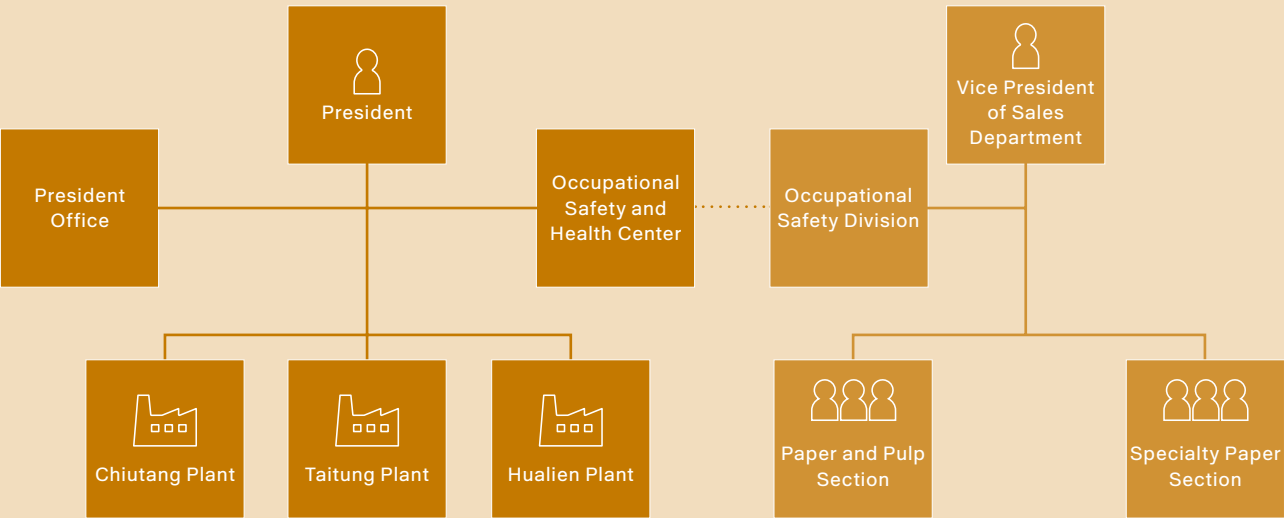 President
Vice President
of Sales
Department
President
Office
Occupational
Safety and
Health Center
Occupational
Safety Division
Chiutang Plant
Taitung Plant
Hualien Plant
Paper and Pulp
Section
Specialty Paper
Section